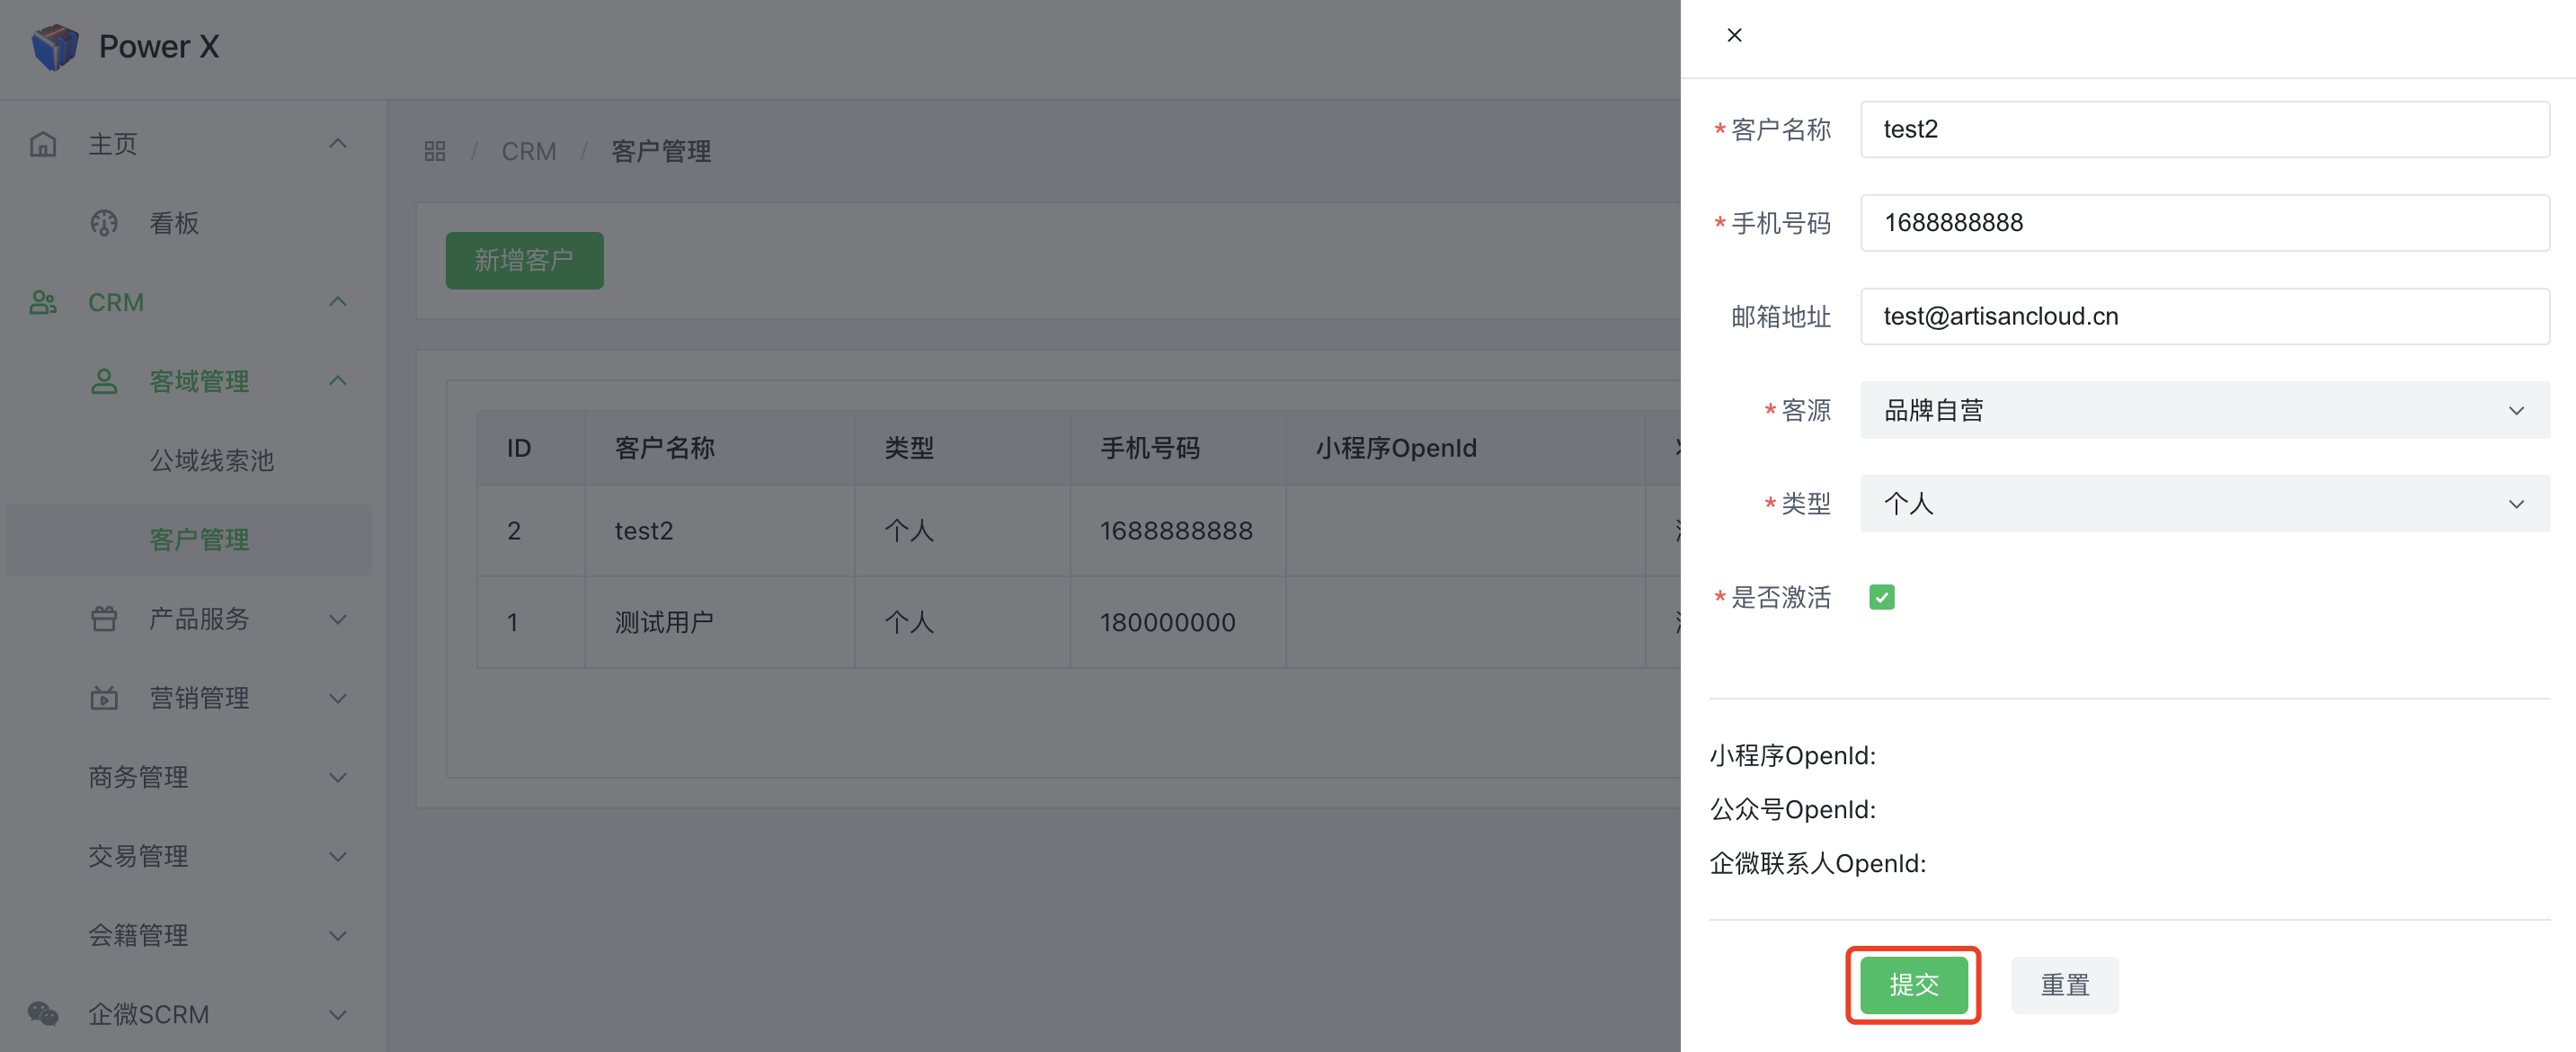 Power X
主页
看板
CRM
客域管理
公域线索池
客户管理
产品服务
营销管理
商务管理
交易管理
会籍管理
企微SCRM
/ CRM / 客户管理
新增客户
ID 客户名称 类型 手机号码 小程序OpenId
2 test2 个人 1688888888
1 测试用户 个人 180000000
* 客户名称 test2
* 手机号码 1688888888
邮箱地址 test@artisancloud.cn
* 客源 品牌自营
* 类型 个人
* 是否激活
小程序OpenId:
公众号OpenId:
企微联系人OpenId:
提交 重置